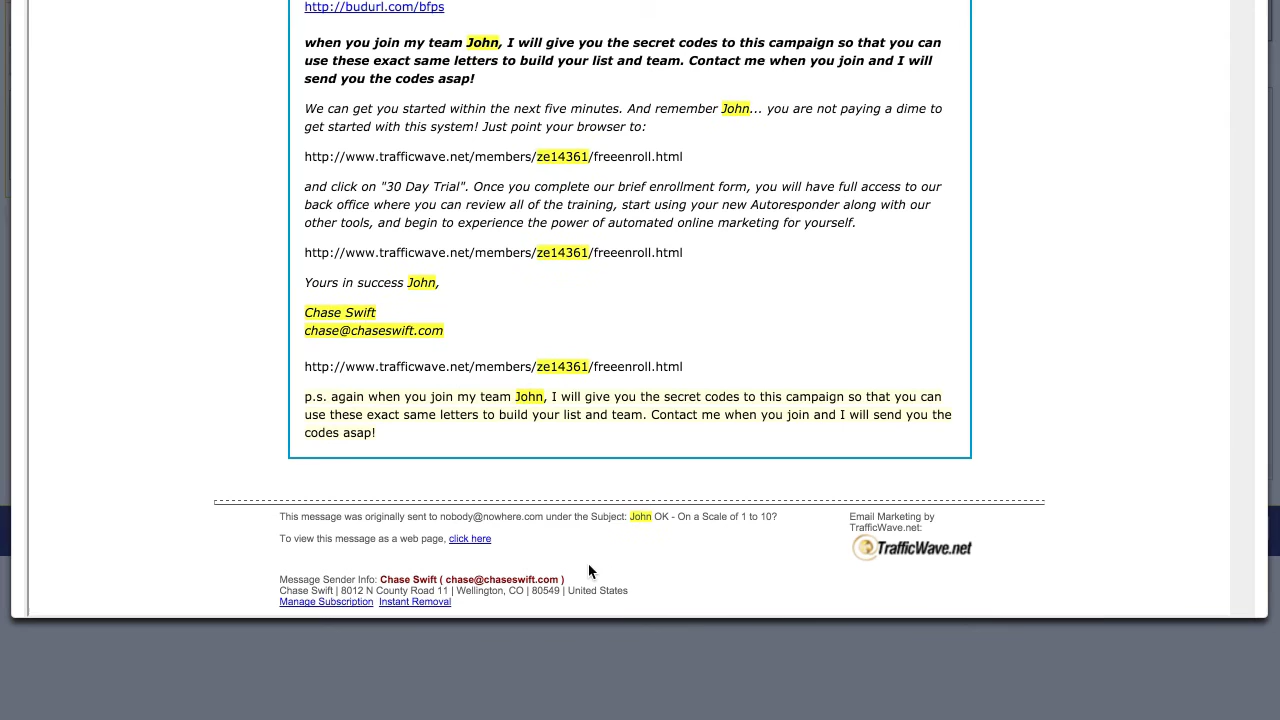 http://budurl.com/bfps
when you join my team John, I will give you the secret codes to this campaign so that you can
use these exact same letters to build your list and team. Contact me when you join and I will
send you the codes asap!
We can get you started within the next five minutes. And remember John... you are not paying a dime to
get started with this system! Just point your browser to:
http://www.trafficwave.net/members/ze14361/freeenroll.html
and click on "30 Day Trial". Once you complete our brief enrollment form, you will have full access to our
back office where you can review all of the training, start using your new Autoresponder along with our
other tools, and begin to experience the power of automated online marketing for yourself.
http://www.trafficwave.net/members/ze14361/freeenroll.html
Yours in success John,
Chase Swift
chase@chaseswift.com
http://www.trafficwave.net/members/ze14361/freeenroll.html
p.s. again when you join my team John, I will give you the secret codes to this campaign so that you can
use these exact same letters to build your list and team. Contact me when you join and I will send you the
codes asap!
This message was originally sent to nobody@nowhere.com under the Subject: John OK - On a Scale of 1 to 10?
To view this message as a web page, click here
Email Marketing by
TrafficWave.net:
TrafficWave.net
Message Sender Info: Chase Swift ( chase@chaseswift.com )
Chase Swift | 8012 N County Road 11 | Wellington, CO | 80549 | United States
Manage Subscription Instant Removal